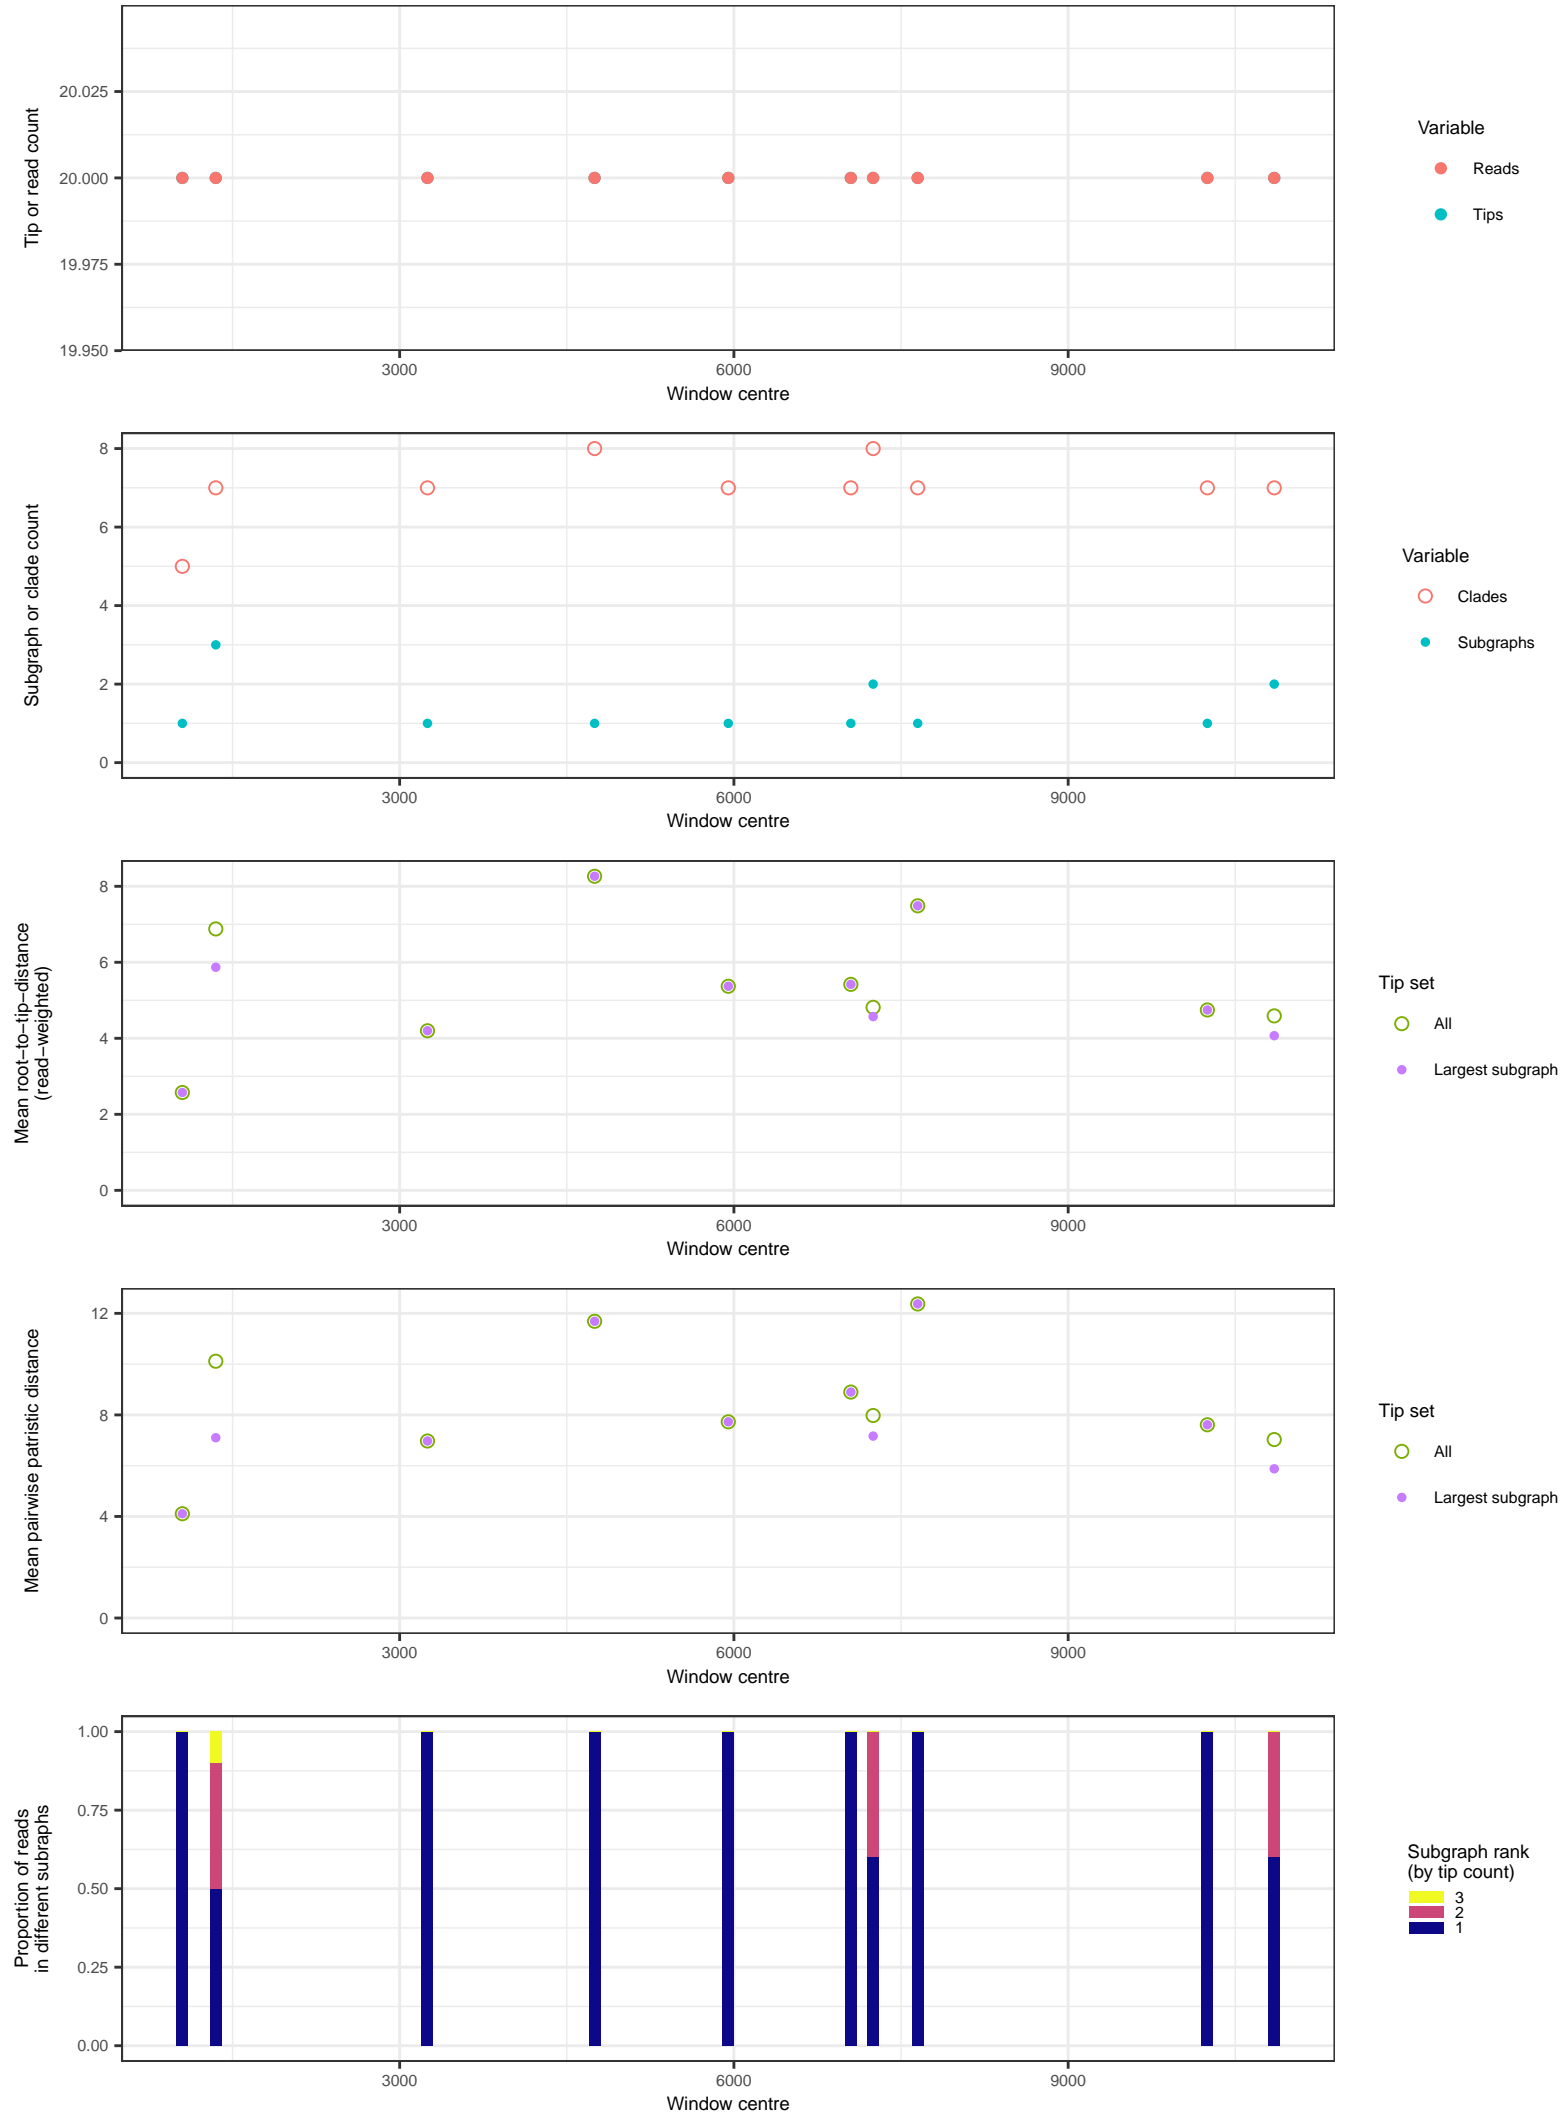 20.025
20.000
19.975
19.950
Tip or read count
3000 6000 9000
Window centre
Variable
Reads
Tips
8
6
4
2
0
Subgraph or clade count
3000 6000 9000
Window centre
Variable
Clades
Subgraphs
8
6
4
2
0
Mean root−to−tip−distance
(read−weighted)
3000 6000 9000
Window centre
Tip set
All
Largest subgraph
12
8
4
0
Mean pairwise patristic distance
3000 6000 9000
Window centre
Tip set
All
Largest subgraph
1.00
0.75
0.50
0.25
0.00
Proportion of reads
in different subraphs
3000 6000 9000
Window centre
Subgraph rank
(by tip count)
3
2
1